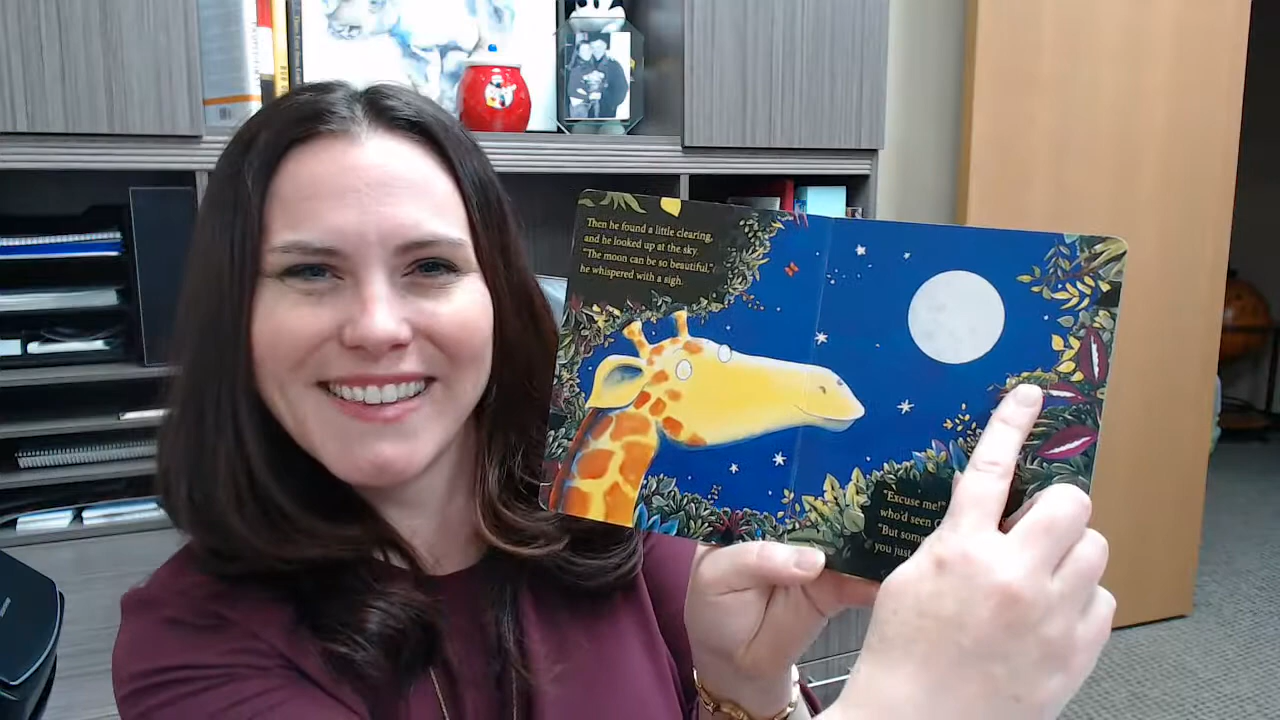 Then he found a little clearing,
and he looked up at the sky.
"The moon can be so beautiful,"
he whispered with a sigh.
"Excuse me!"
who'd seen
"But
you just